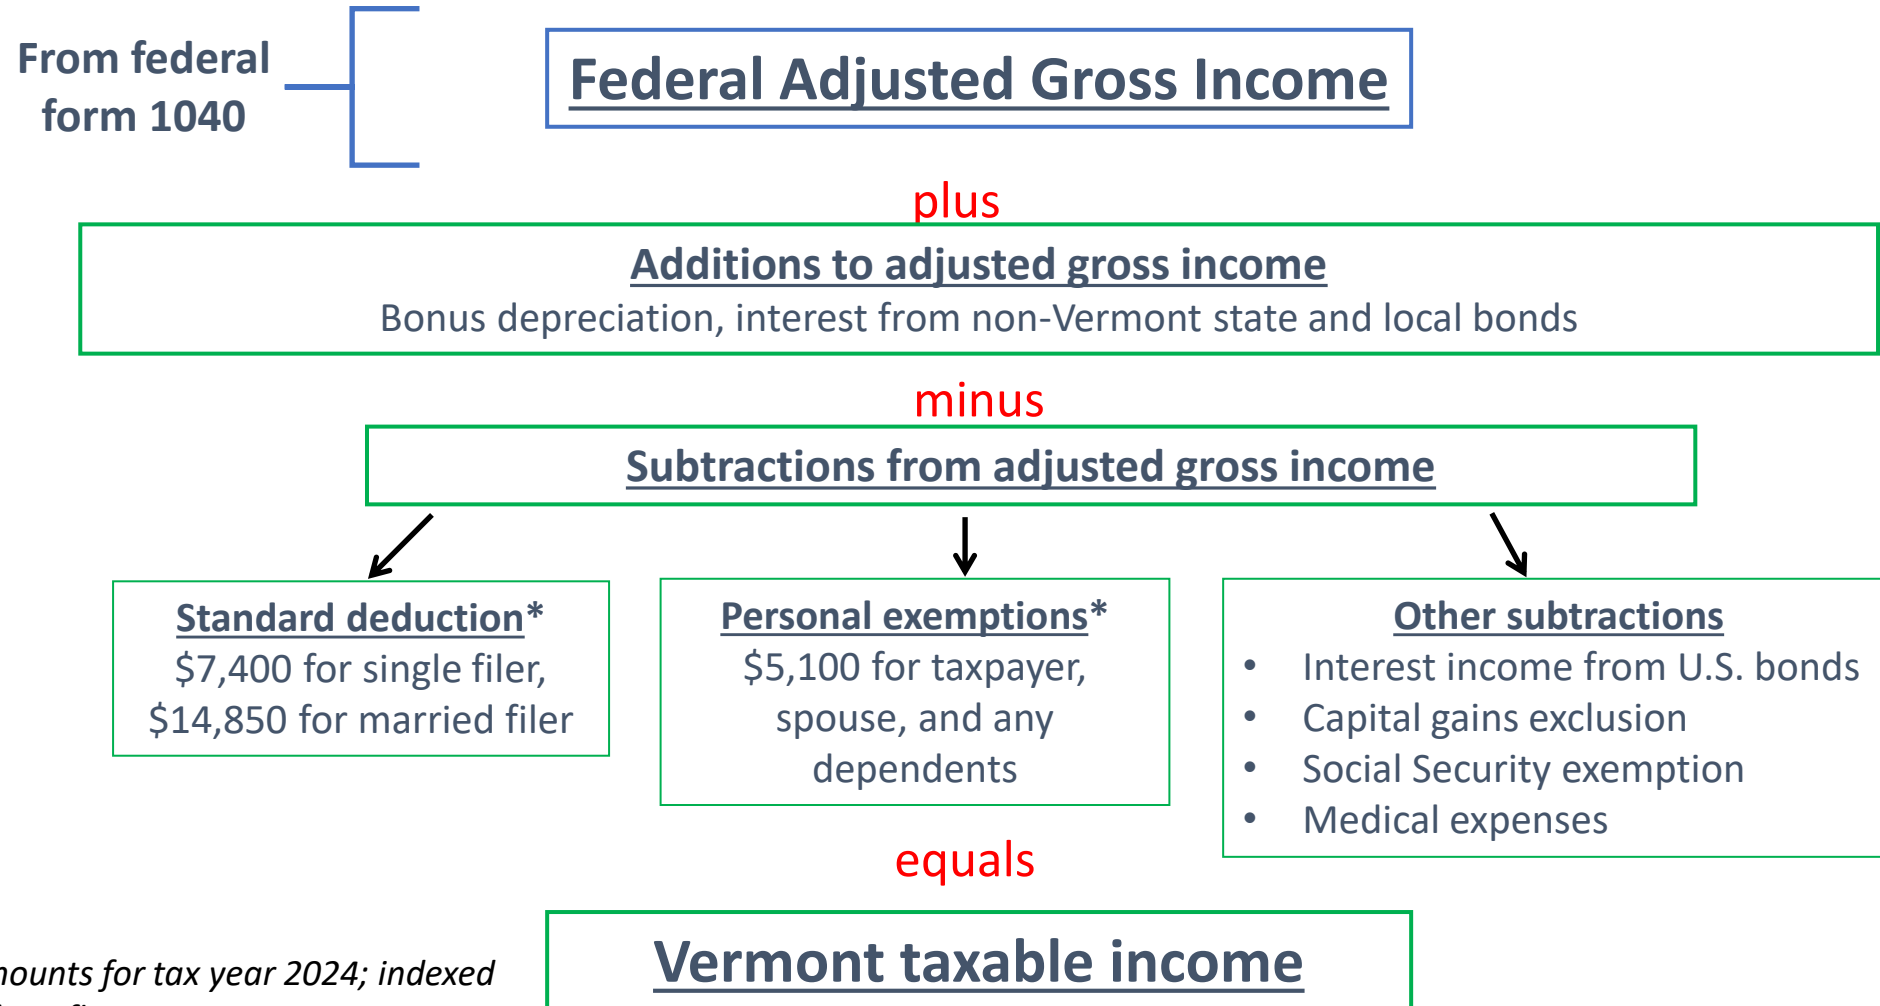 From federal
form 1040
Federal Adjusted Gross Income
plus
Additions to adjusted gross income
Bonus depreciation, interest from non-Vermont state and local bonds
minus
Subtractions from adjusted gross income
Standard deduction*
$7,400 for single filer,
$14,850 for married filer
Personal exemptions*
$5,100 for taxpayer,
spouse, and any
dependents
Other subtractions
• Interest income from U.S. bonds
• Capital gains exclusion
• Social Security exemption
• Medical expenses
equals
Vermont taxable income
mounts for tax year 2024; indexed